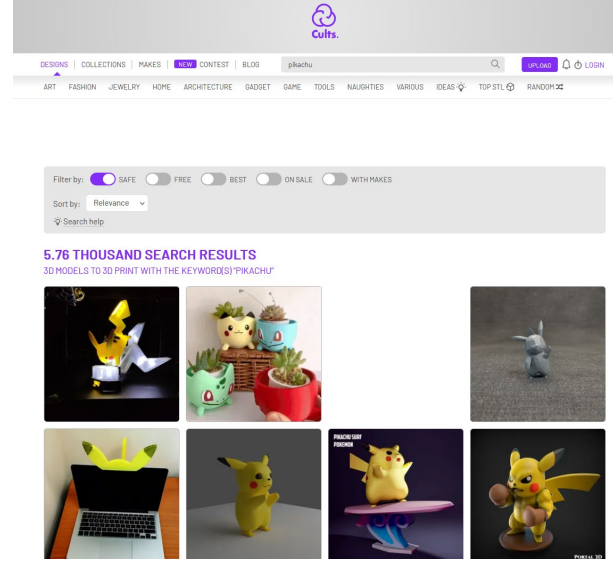 Cults.
DESIGNS | COLLECTIONS | MAKES | NEW CONTEST | BLOG
pikachu
UPLOAD
LOGIN
ART FASHION JEWELRY HOME ARCHITECTURE GADGET GAME TOOLS NAUGHTIES VARIOUS IDEAS TOP STL RANDOM
Filter by: SAFE FREE BEST ON SALE WITH MAKES
Sort by: Relevance
Search help
5.76 THOUSAND SEARCH RESULTS
3D MODELS TO 3D PRINT WITH THE KEYWORD(S) "PIKACHU"
PIKACHU SURF
POKEMON
PORTAL 3D